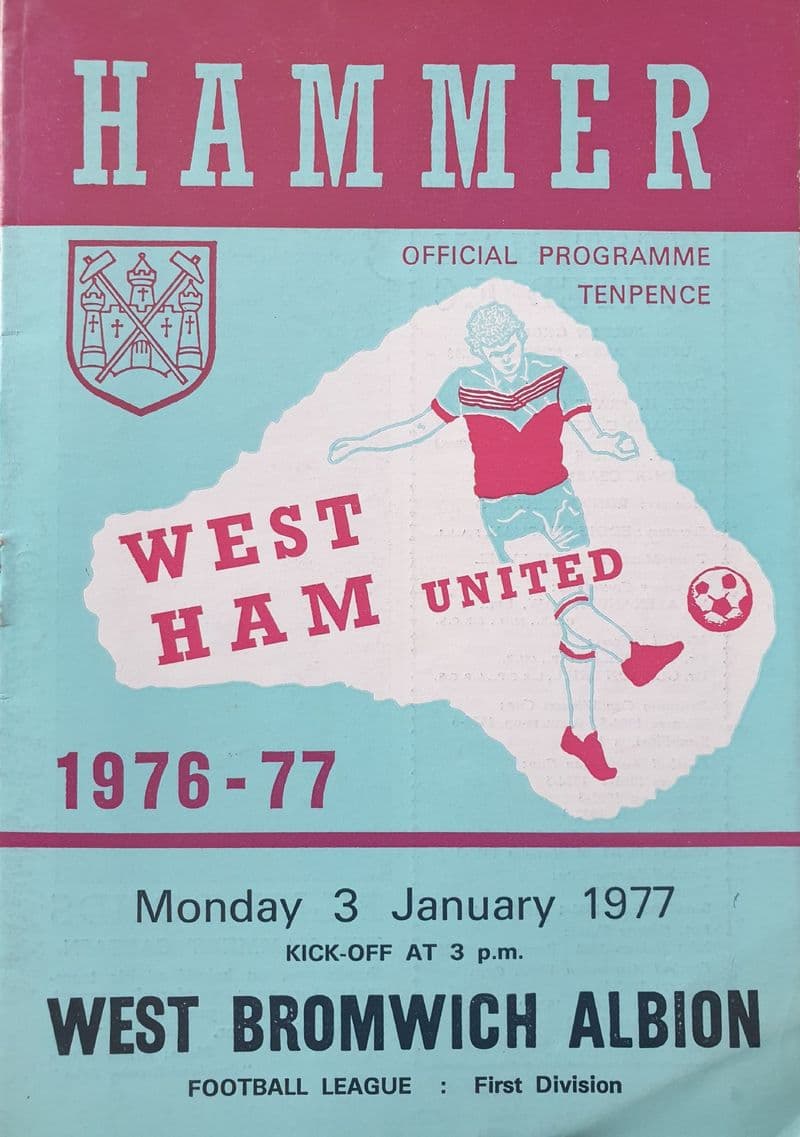 HAMMER
OFFICIAL PROGRAMME
TENPENCE
WEST
HAM UNITED
1976-77
Monday 3 January 1977
KICK-OFF AT 3 p.m.
WEST BROMWICH ALBION
FOOTBALL LEAGUE : First Division